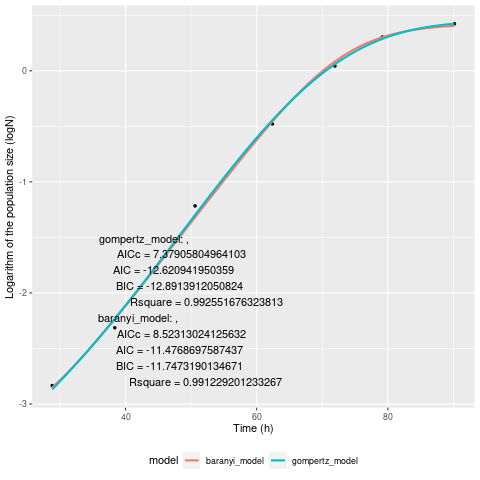 0
-1
-2
-3
Logarithm of the population size (logN)
gompertz_model: ,
AICc = 7.37905804964103
AIC = -12.620941950359
BIC = -12.8913912050824
Rsquare = 0.992551676323813
baranyi_model: ,
AICc = 8.52313024125632
AIC = -11.4768697587437
BIC = -11.7473190134671
Rsquare = 0.991229201233267
40 60 80
Time (h)
model baranyi_model gompertz_model